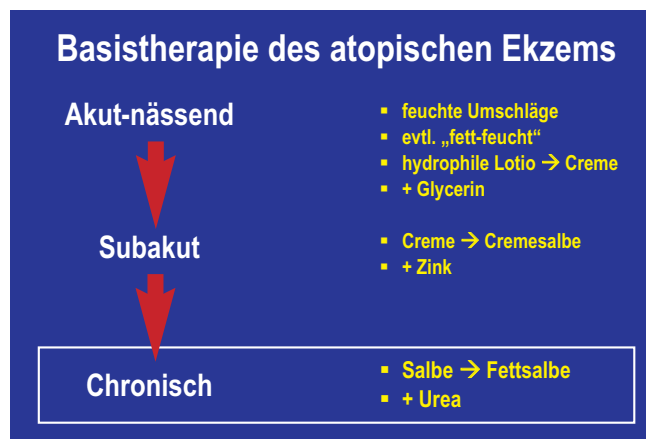 Basistherapie des atopischen Ekzems
Akut-nässend
▪ feuchte Umschläge
▪ evtl. „fett-feucht“
▪ hydrophile Lotio → Creme
▪ + Glycerin
Subakut
▪ Creme → Cremesalbe
▪ + Zink
Chronisch
▪ Salbe → Fettsalbe
▪ + Urea